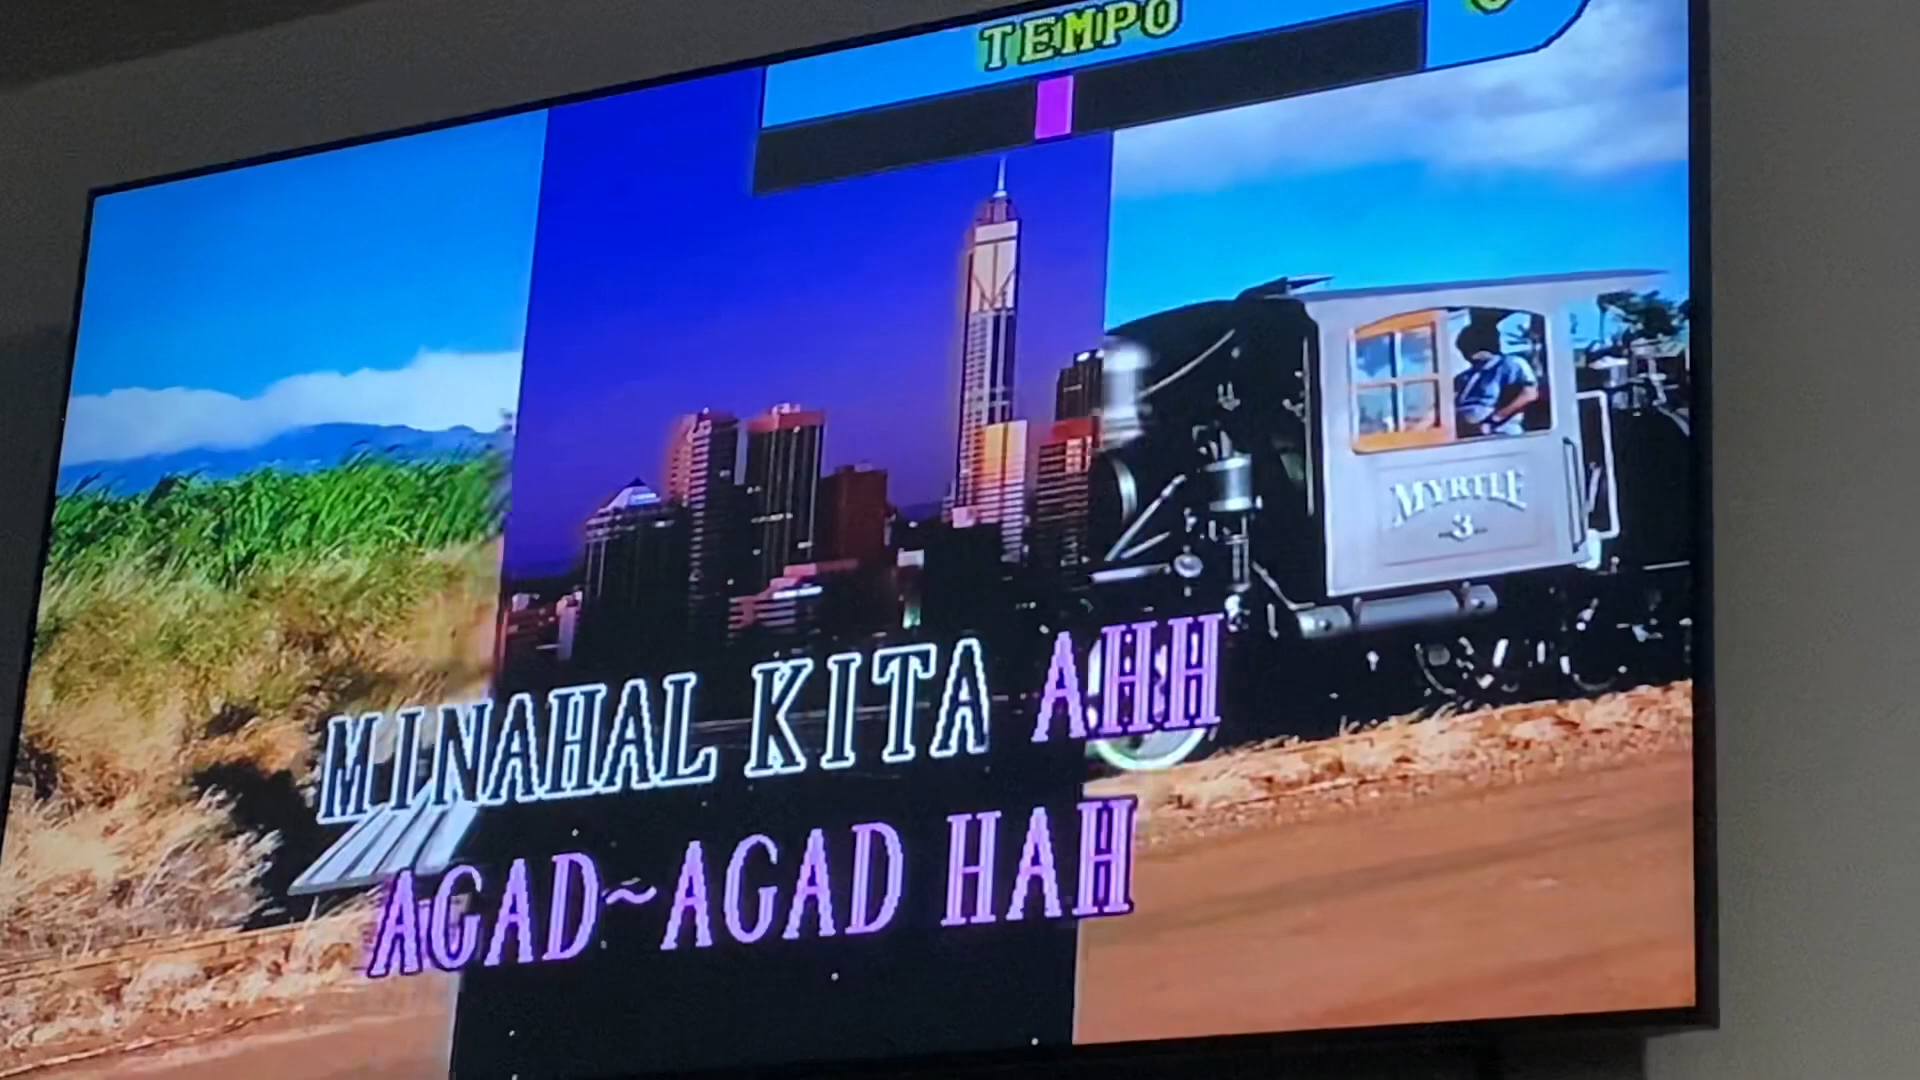 TEMPO
MYRTLE
3
MINAHAL KITA AHH
AGAD~AGAD HAH